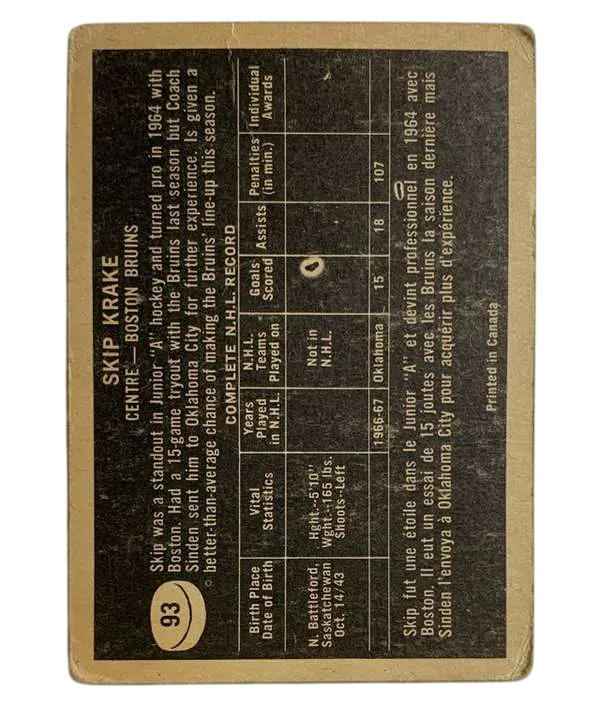 93
SKIP KRAKE
CENTRE — BOSTON BRUINS
Skip was a standout in Junior "A" hockey and turned pro in 1964 with
Boston. Had a 15-game tryout with the Bruins last season but Coach
Sinden sent him to Oklahoma City for further experience. Is given a
better-than-average chance of making the Bruins' line-up this season.
COMPLETE N.H.L. RECORD
Birth Place Date of Birth | Vital Statistics | Years Played in N.H.L. | N.H.L. Teams Played on | Goals Scored | Assists | Penalties (in min.) | Individual Awards
N. Battleford, Saskatchewan Oct. 14/43 | Hght.--5'10" Wght.-165 lbs. Shoots--Left | Not in N.H.L.
1966-67 | Oklahoma | 15 | 18 | 107
Skip fut une étoile dans le Junior "A" et devint professionnel en 1964 avec
Boston. Il eut un essai de 15 joutes avec les Bruins la saison dernière mais
Sinden l'envoya à Oklahoma City pour acquérir plus d'expérience.
Printed in Canada